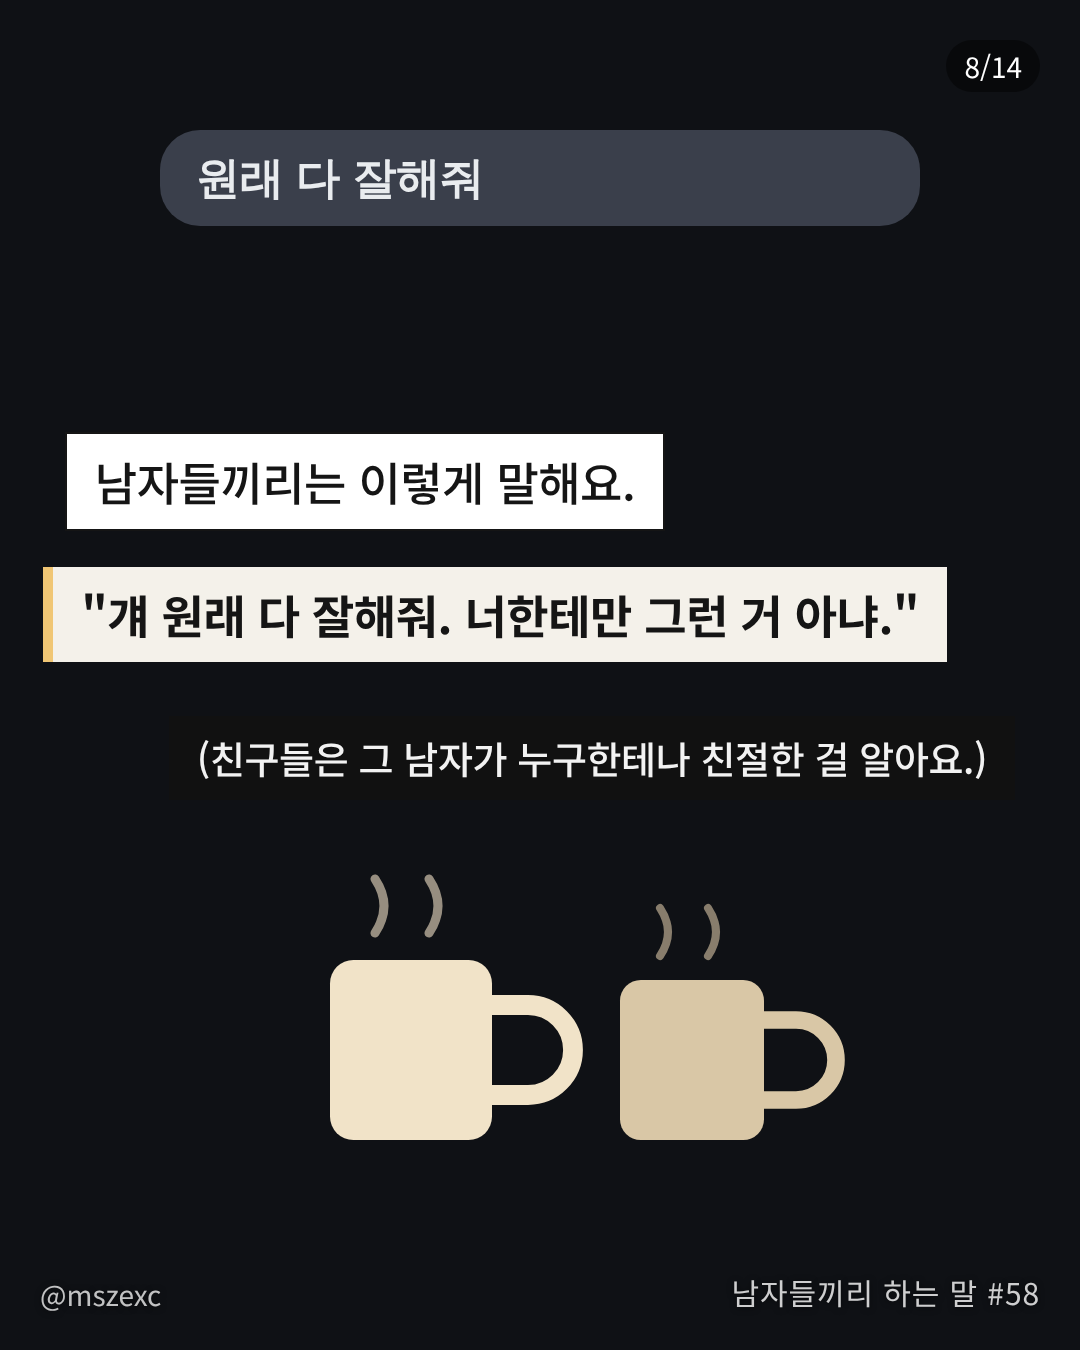 8/14
원래 다 잘해줘
남자들끼리는 이렇게 말해요.
"걔 원래 다 잘해줘. 너한테만 그런 거 아냐."
(친구들은 그 남자가 누구한테나 친절한 걸 알아요.)
@mszexc
남자들끼리 하는 말 #58